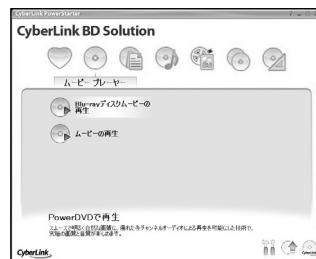 CyberLink PowerStarter
CyberLink BD Solution
ムービー プレーヤー
Blu-rayディスクムービーの
再生
ムービーの再生
PowerDVDで再生
CyberLink